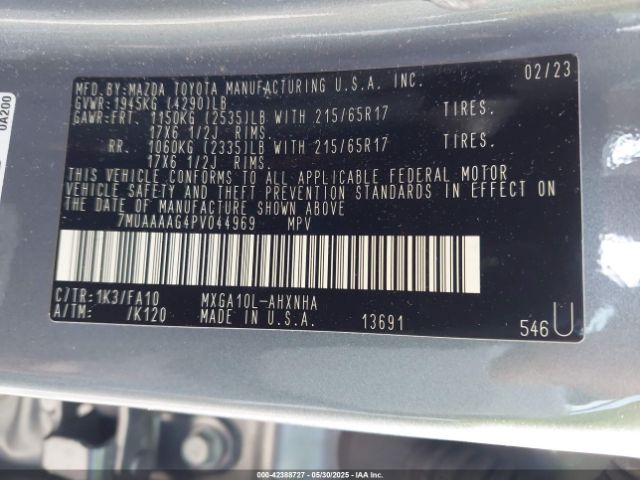 0A200
MFD.BY:MAZDA TOYOTA MANUFACTURING U.S.A. INC. 02/23
GVWR:1945KG (4290)LB
GAWR:FRT. 1150KG (2535)LB WITH 215/65R17 TIRES.
17X6 1/2J RIMS.
RR. 1060KG (2335)LB WITH 215/65R17 TIRES.
17X6 1/2J RIMS.
THIS VEHICLE CONFORMS TO ALL APPLICABLE FEDERAL MOTOR
VEHICLE SAFETY AND THEFT PREVENTION STANDARDS IN EFFECT ON
THE DATE OF MANUFACTURE SHOWN ABOVE
7MUAAAAG4PV044969 MPV
C/TR:1K3/FA10 MXGA10L-AHXNHA
A/TM: /K120 MADE IN U.S.A. 13691 546U
000-42388727 - 05/30/2025 - IAAI - Copart